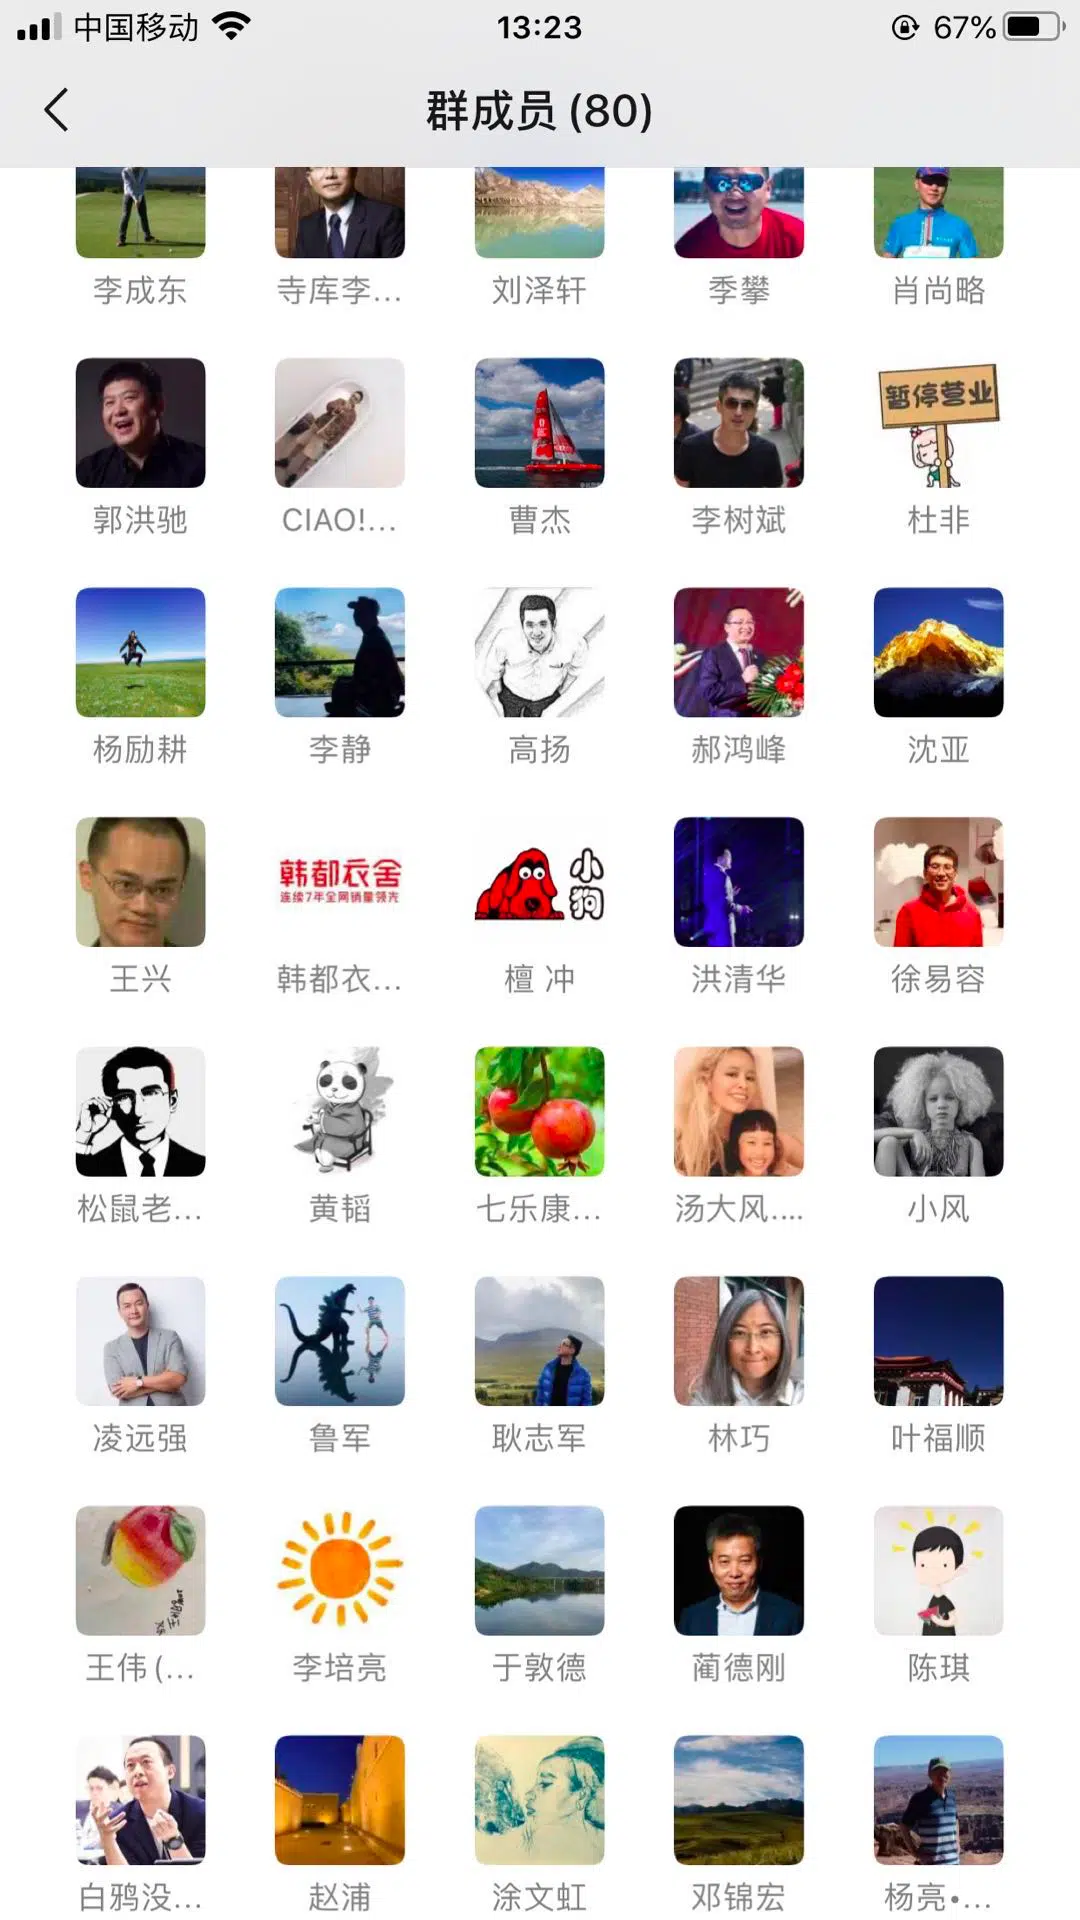 中国移动 13:23 67%
群成员 (80)
李成东 寺库李... 刘泽轩 季攀 肖尚略
暂停营业
郭洪驰 CIAO!... 曹杰 李树斌 杜非
杨励耕 李静 高扬 郝鸿峰 沈亚
韩都衣舍
连续7年全网销量领先
小狗
王兴 韩都衣... 檀 冲 洪清华 徐易容
松鼠老... 黄韬 七乐康... 汤大风.... 小风
凌远强 鲁军 耿志军 林巧 叶福顺
王伟 (... 李培亮 于敦德 蔺德刚 陈琪
白鸦没... 赵浦 涂文虹 邓锦宏 杨亮•...